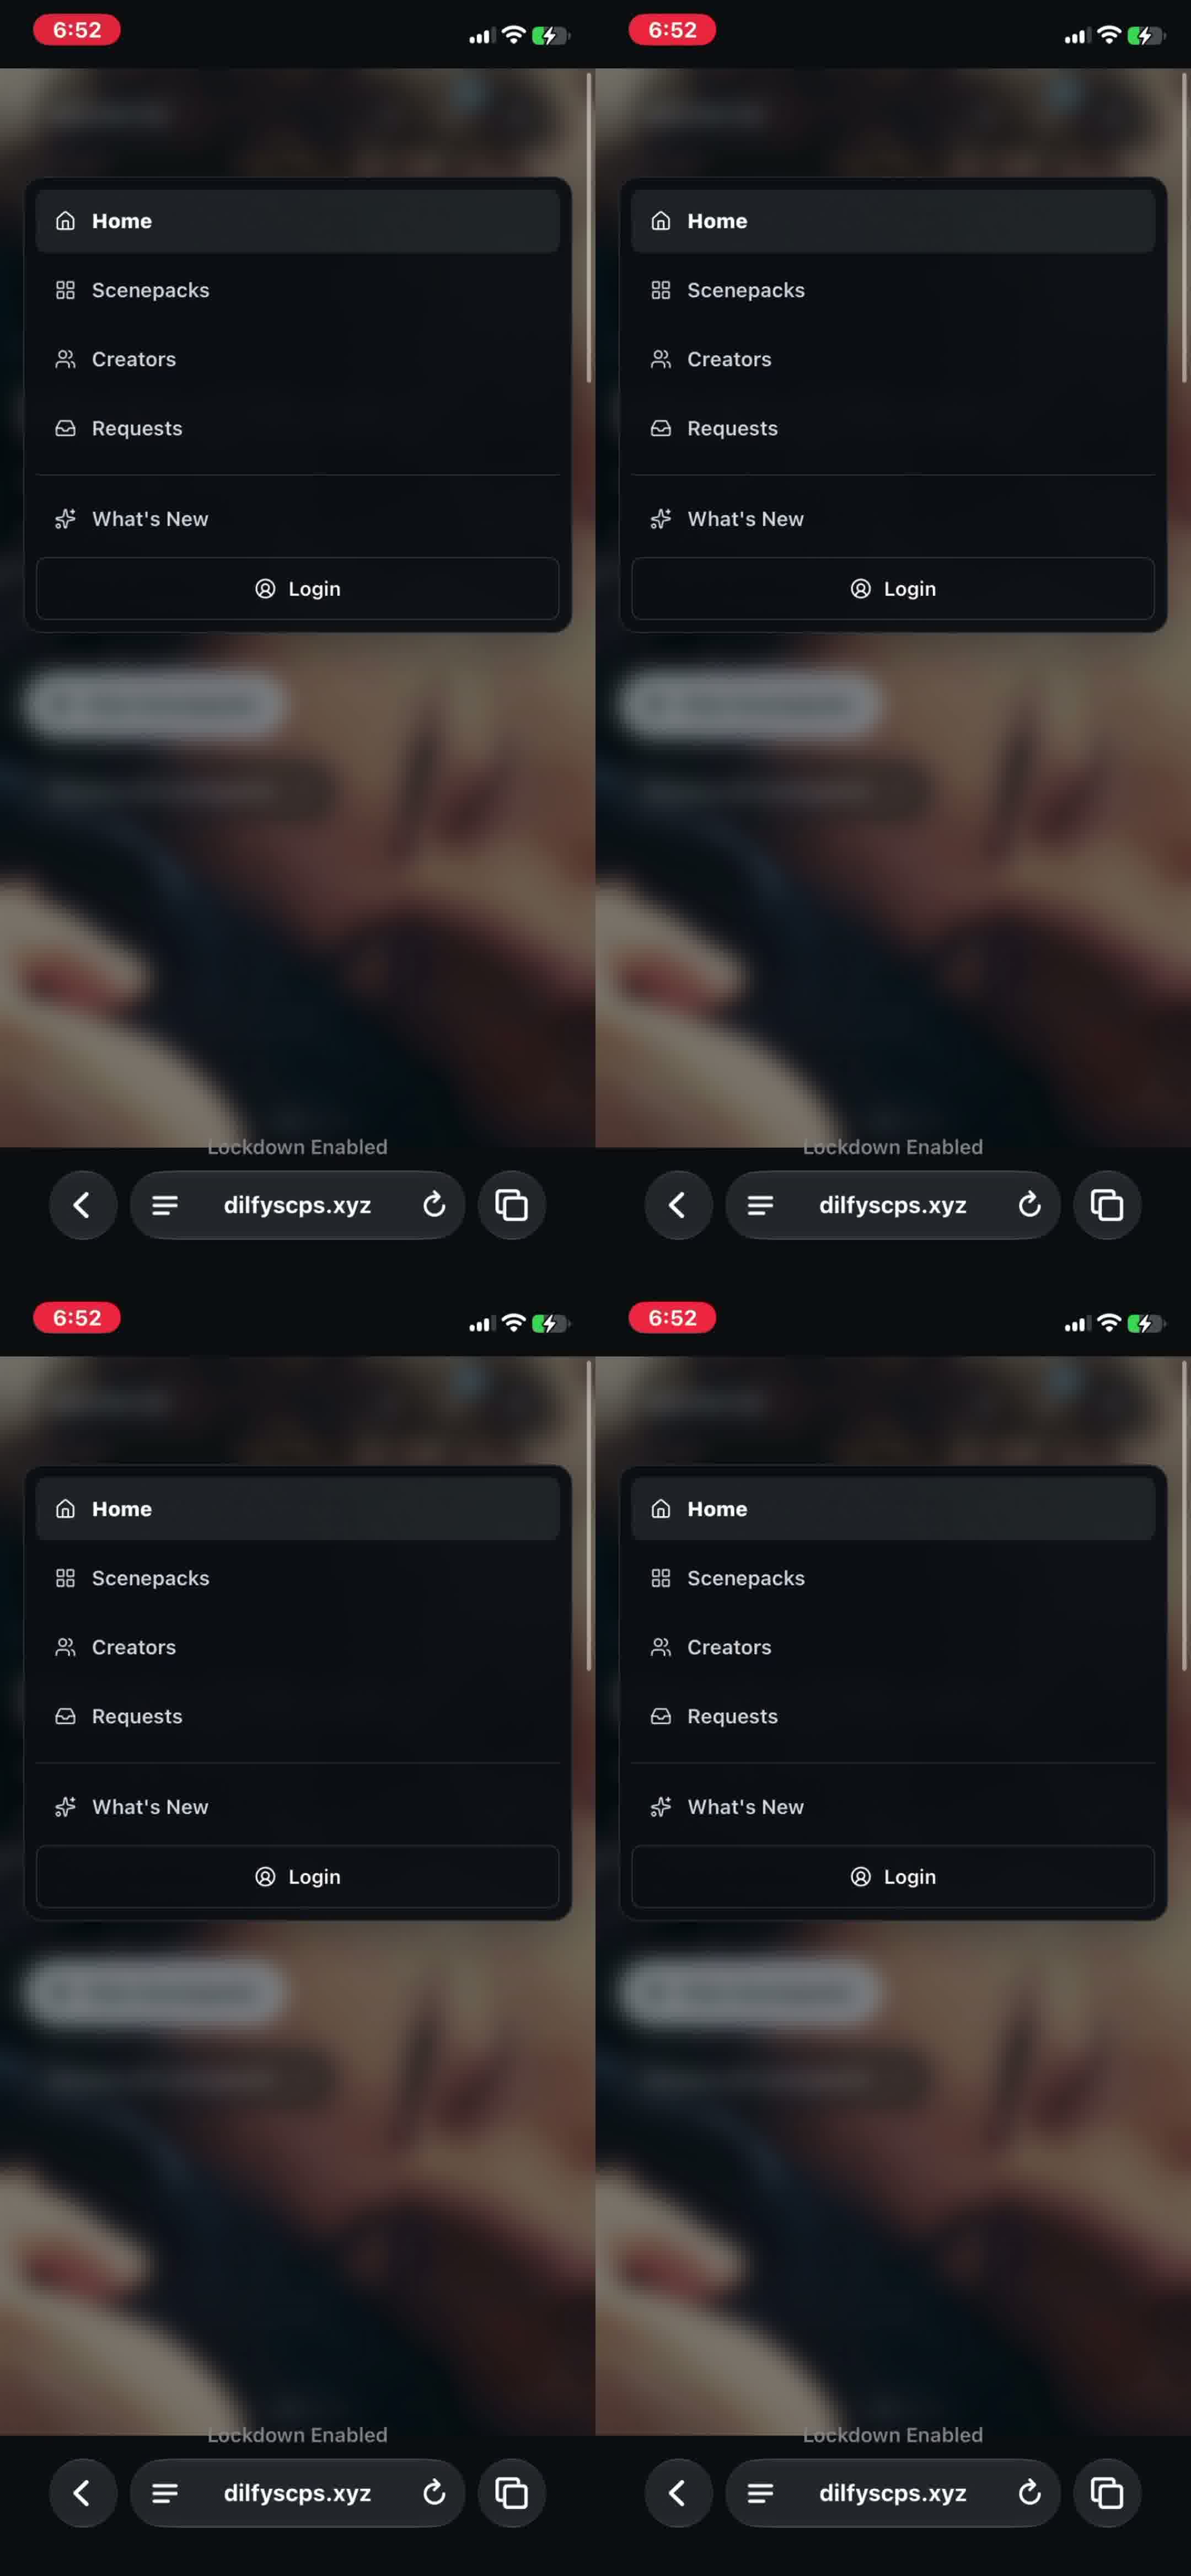 6:52
Home
Scenepacks
Creators
Requests
What's New
Login
Lockdown Enabled
dilfyscps.xyz
6:52
Home
Scenepacks
Creators
Requests
What's New
Login
Lockdown Enabled
dilfyscps.xyz
6:52
Home
Scenepacks
Creators
Requests
What's New
Login
Lockdown Enabled
dilfyscps.xyz
6:52
Home
Scenepacks
Creators
Requests
What's New
Login
Lockdown Enabled
dilfyscps.xyz